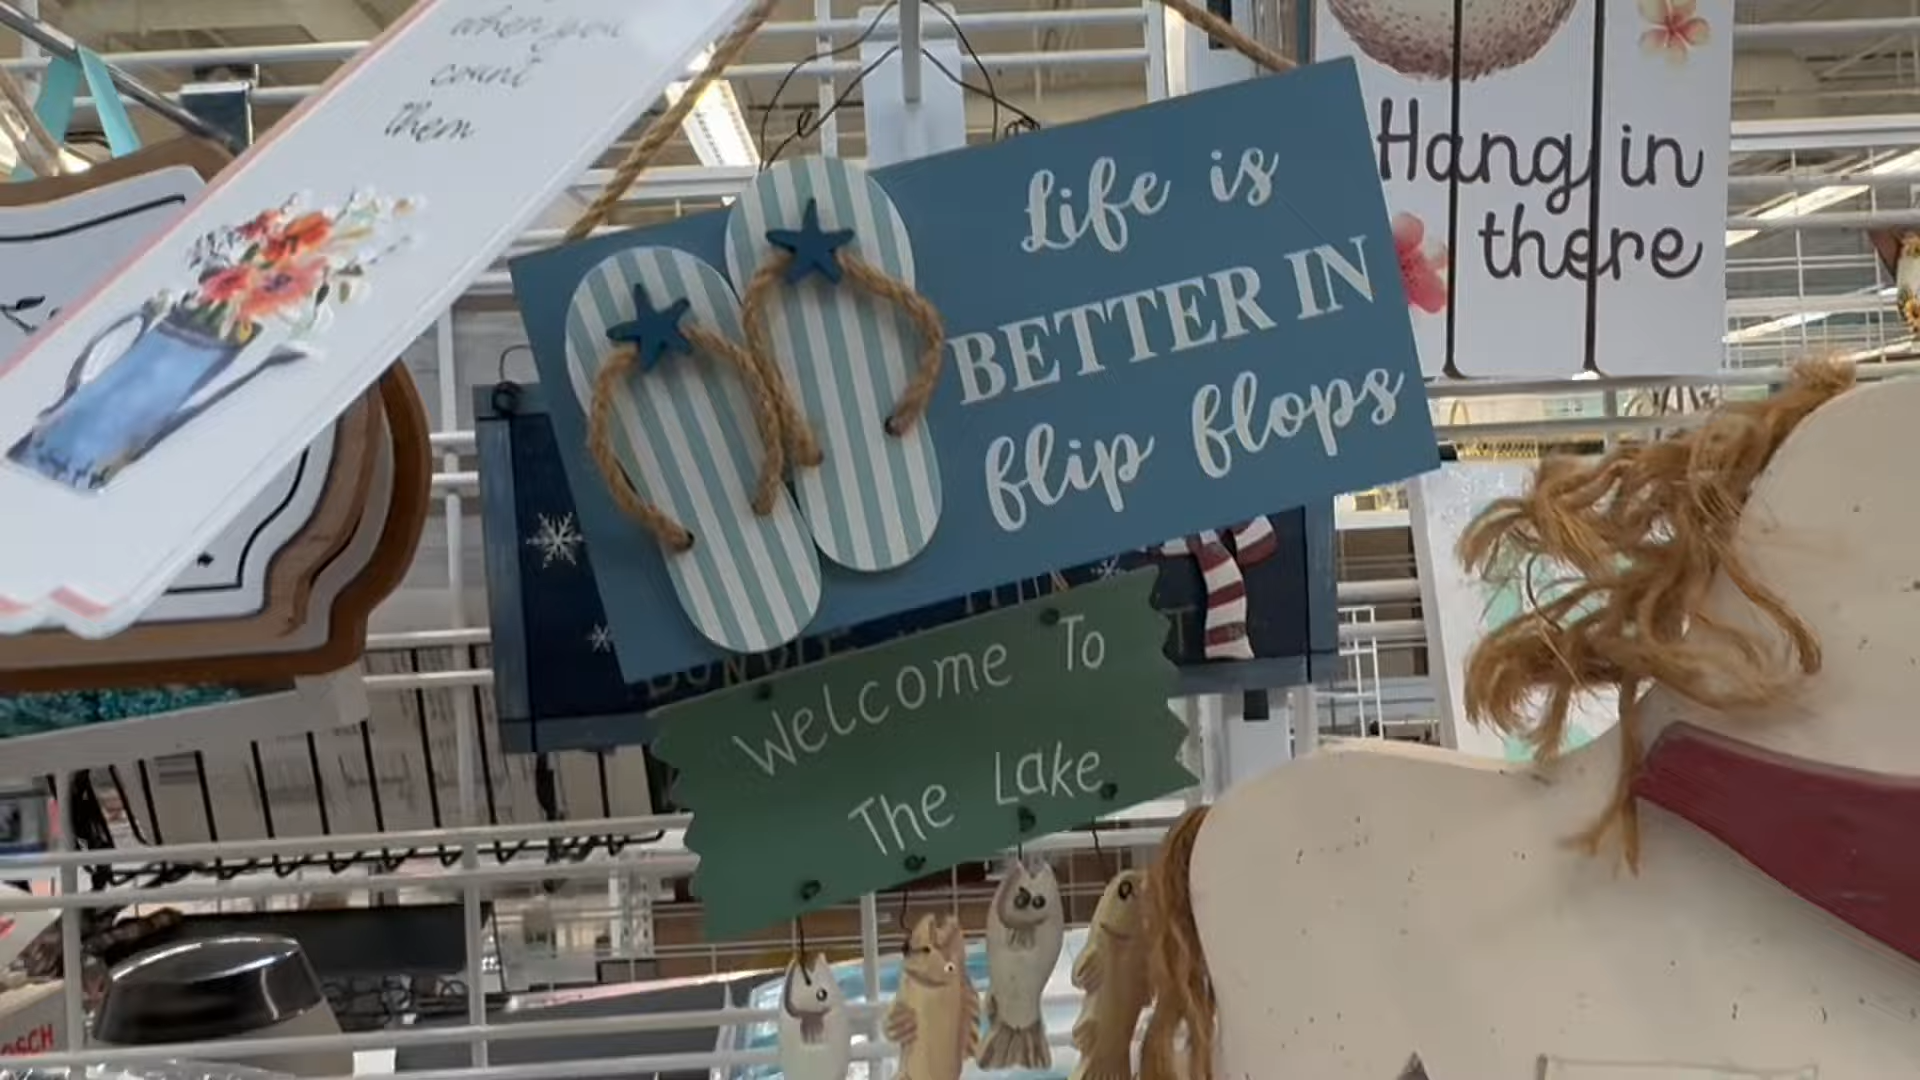 when you
count
them
Life is
BETTER IN
flip flops
Hang in
there
Welcome To
The Lake